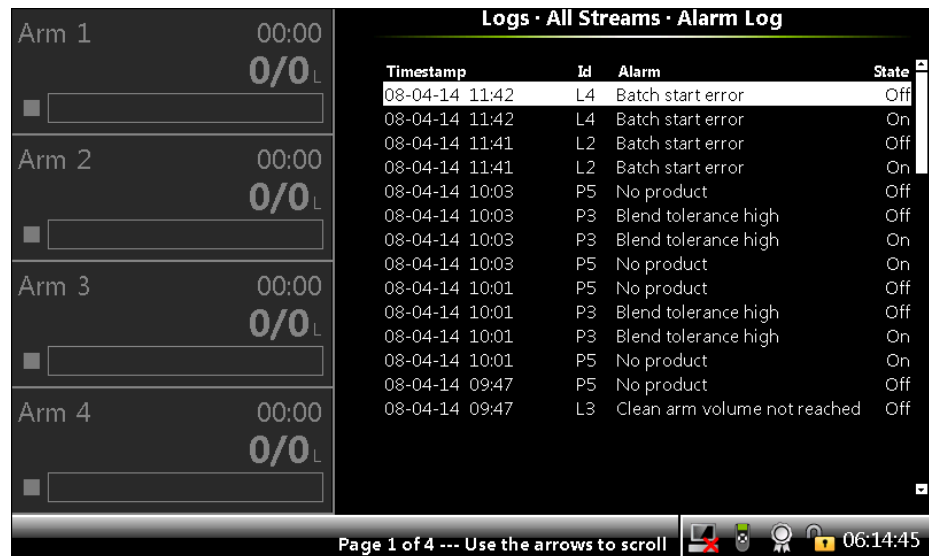 Arm 1 00:00
0/0 L
Arm 2 00:00
0/0 L
Arm 3 00:00
0/0 L
Arm 4 00:00
0/0 L
Logs · All Streams · Alarm Log
Timestamp Id Alarm State
08-04-14 11:42 L4 Batch start error Off
08-04-14 11:42 L4 Batch start error On
08-04-14 11:41 L2 Batch start error Off
08-04-14 11:41 L2 Batch start error On
08-04-14 10:03 P5 No product Off
08-04-14 10:03 P3 Blend tolerance high Off
08-04-14 10:03 P3 Blend tolerance high On
08-04-14 10:03 P5 No product On
08-04-14 10:01 P5 No product Off
08-04-14 10:01 P3 Blend tolerance high Off
08-04-14 10:01 P3 Blend tolerance high On
08-04-14 10:01 P5 No product On
08-04-14 09:47 P5 No product Off
08-04-14 09:47 L3 Clean arm volume not reached Off
Page 1 of 4 --- Use the arrows to scroll 06:14:45